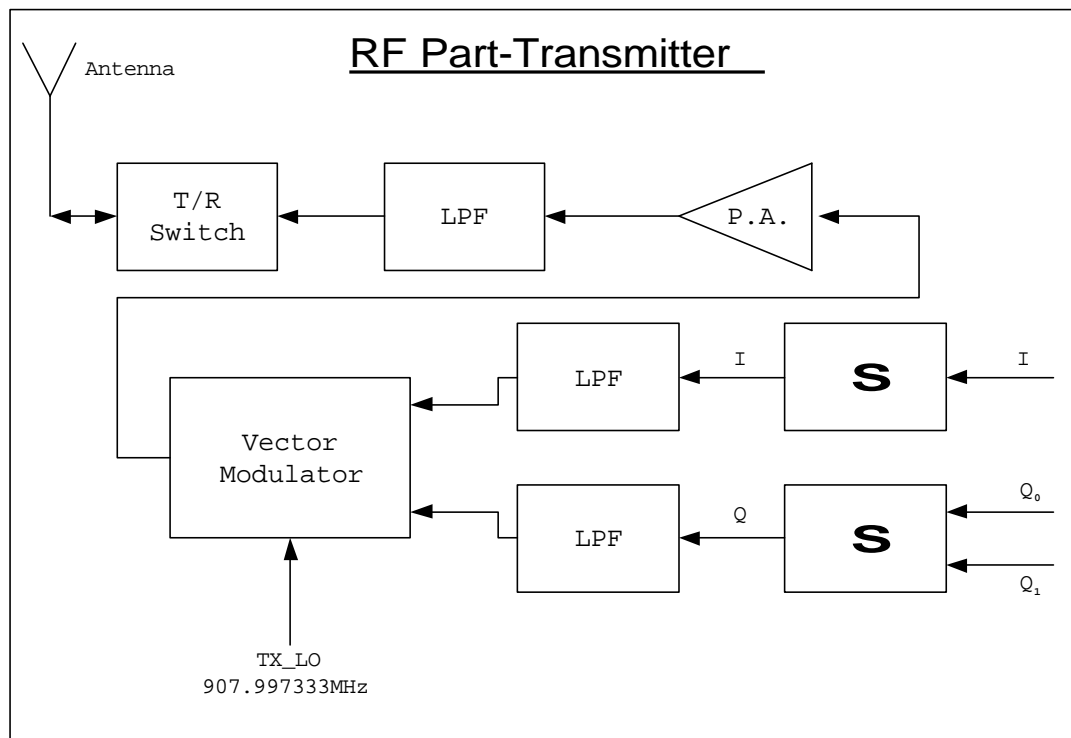 RF Part-Transmitter
Antenna
T/R
Switch
LPF
P.A.
LPF
I
S
I
Vector
Modulator
LPF
Q
S
Q₀
Q₁
TX_LO
907.997333MHz